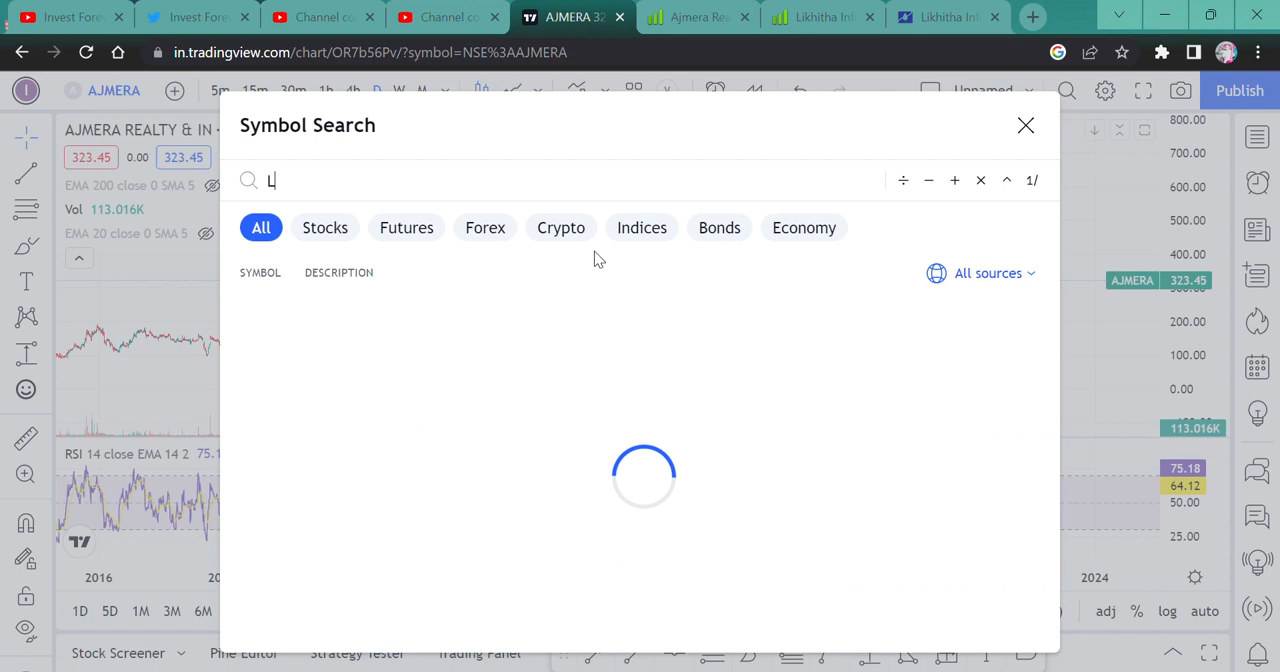 Invest Fore
Invest Fore
Channel co
Channel co
AJMERA 32
Ajmera Rea
Likhitha Inf
Likhitha Inf
in.tradingview.com/chart/OR7b56Pv/?symbol=NSE%3AAJMERA
I A AJMERA 5m 15m 30m 1h 4h D W M Unnamed Publish
Symbol Search
L ÷ − + × ^ 1/
All Stocks Futures Forex Crypto Indices Bonds Economy
SYMBOL DESCRIPTION All sources
AJMERA REALTY & IN
323.45 0.00 323.45
EMA 200 close 0 SMA 5
Vol 113.016K
EMA 20 close 0 SMA 5
RSI 14 close EMA 14 2 75.1
800.00
700.00
600.00
500.00
400.00
AJMERA 323.45
200.00
100.00
0.00
113.016K
75.18
64.12
50.00
25.00
2016 20 2024
1D 5D 1M 3M 6M adj % log auto
Stock Screener Pine Editor Strategy Tester Trading Panel